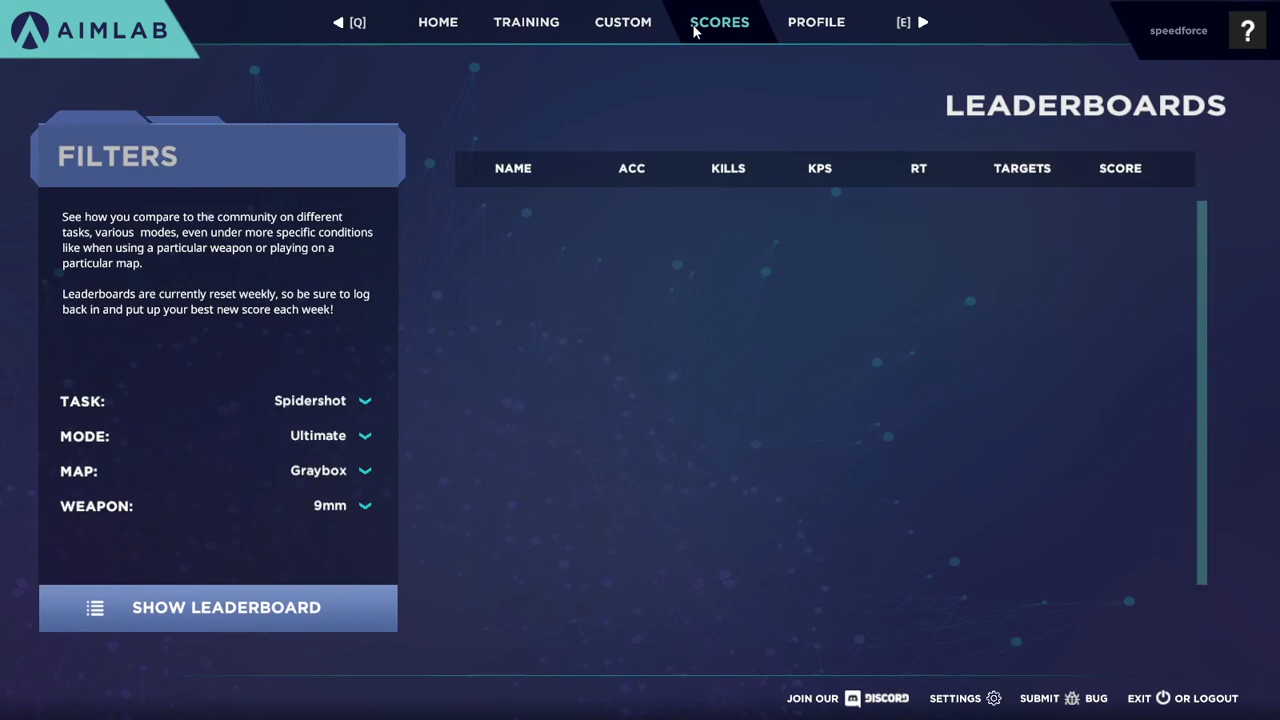 AIMLAB
[Q]
HOME
TRAINING
CUSTOM
SCORES
PROFILE
[E]
speedforce
?
LEADERBOARDS
FILTERS
NAME
ACC
KILLS
KPS
RT
TARGETS
SCORE
See how you compare to the community on different
tasks, various modes, even under more specific conditions
like when using a particular weapon or playing on a
particular map.
Leaderboards are currently reset weekly, so be sure to log
back in and put up your best new score each week!
TASK: Spidershot
MODE: Ultimate
MAP: Graybox
WEAPON: 9mm
SHOW LEADERBOARD
JOIN OUR DISCORD
SETTINGS
SUBMIT BUG
EXIT OR LOGOUT